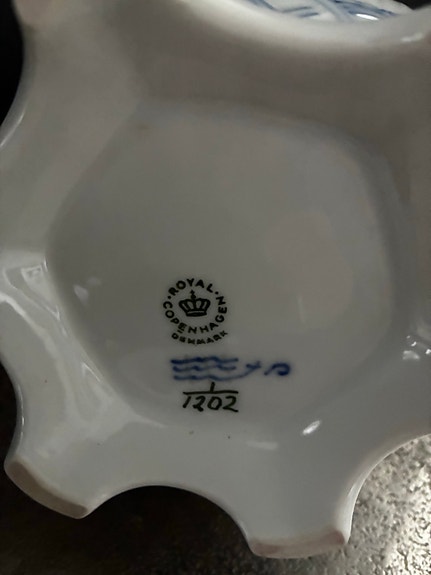 ROYAL
COPENHAGEN
DENMARK
1
1202